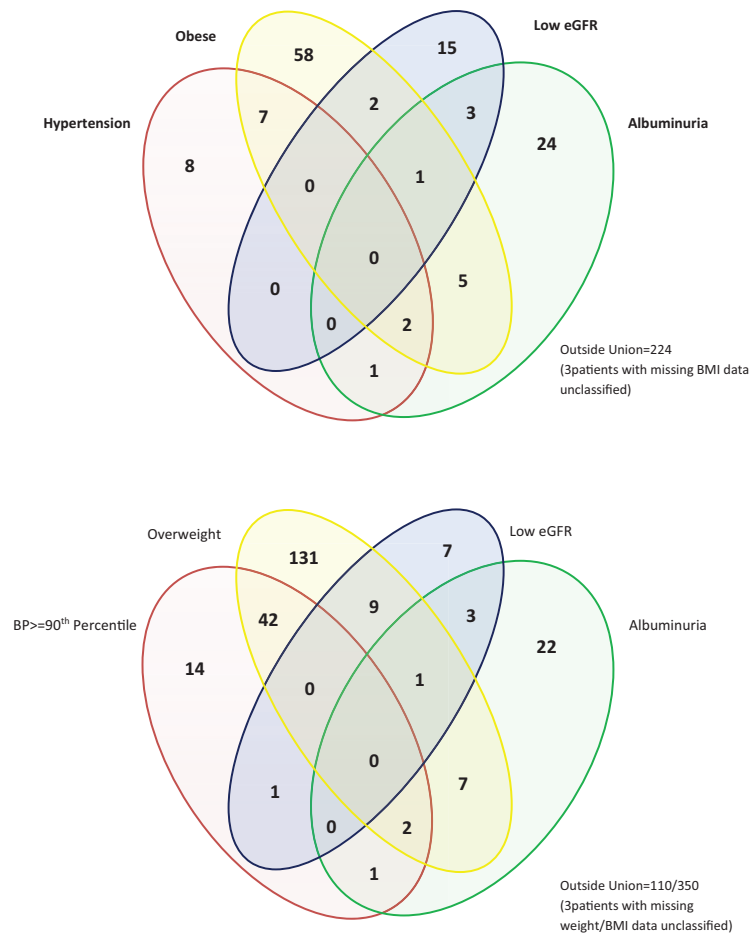 Obese
58
15
Low eGFR
7
2
3
Hypertension
Albuminuria
8
24
0
1
0
0
5
0
2
1
Outside Union=224
(3patients with missing BMI data
unclassified)
Overweight
131
7
Low eGFR
42
9
3
BP>=90th Percentile
Albuminuria
14
22
0
1
0
1
7
0
2
1
Outside Union=110/350
(3patients with missing
weight/BMI data unclassified)